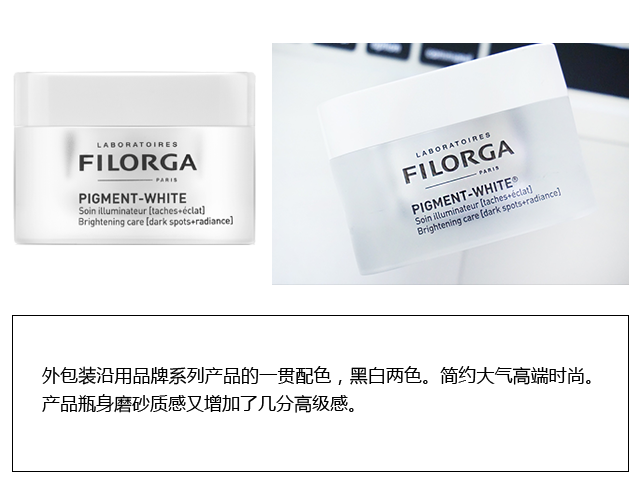 LABORATOIRES
FILORGA
PARIS
PIGMENT-WHITE
Soin illuminateur [taches+éclat]
Brightening care [dark spots+radiance]
LABORATOIRES
FILORGA
PARIS
PIGMENT-WHITE®
Soin illuminateur [taches+éclat]
Brightening care [dark spots+radiance]
外包装沿用品牌系列产品的一贯配色，黑白两色。简约大气高端时尚。
产品瓶身磨砂质感又增加了几分高级感。